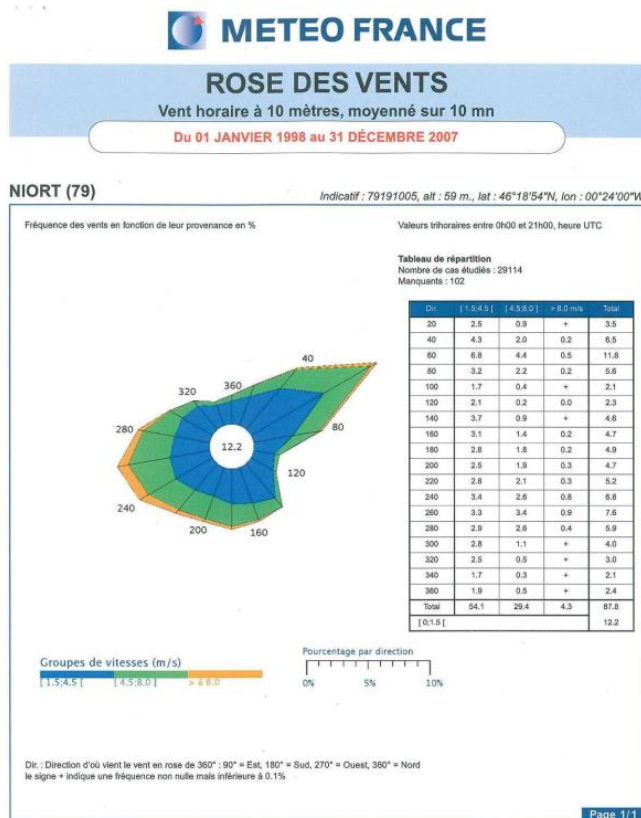 METEO FRANCE
ROSE DES VENTS
Vent horaire à 10 mètres, moyenné sur 10 mn
Du 01 JANVIER 1998 au 31 DÉCEMBRE 2007
NIORT (79)
Indicatif : 79191005, alt : 59 m., lat : 46°18'54"N, lon : 00°24'00"W
Fréquence des vents en fonction de leur provenance en %
Valeurs trihoraires entre 0h00 et 21h00, heure UTC
Tableau de répartition
Nombre de cas étudiés : 29114
Manquants : 102
Dir. [ 1.5;4.5 [ [ 4.5;8.0 ] > 8.0 m/s Total
20 2.5 0.9 + 3.5
40 4.3 2.0 0.2 6.5
60 6.8 4.4 0.5 11.8
80 3.2 2.2 0.2 5.6
100 1.7 0.4 + 2.1
120 2.1 0.2 0.0 2.3
140 3.7 0.9 + 4.6
160 3.1 1.4 0.2 4.7
180 2.8 1.8 0.2 4.9
200 2.5 1.9 0.3 4.7
220 2.8 2.1 0.3 5.2
240 3.4 2.6 0.8 6.8
260 3.3 3.4 0.9 7.6
280 2.9 2.6 0.4 5.9
300 2.8 1.1 + 4.0
320 2.5 0.5 + 3.0
340 1.7 0.3 + 2.1
360 1.9 0.5 + 2.4
Total 54.1 29.4 4.3 87.8
[ 0;1.5 [ 12.2
40
360
320
280
80
12.2
120
240
200
160
Groupes de vitesses (m/s)
[ 1.5;4.5 [ [ 4.5;8.0 ] > à 8.0
Pourcentage par direction
0% 5% 10%
Dir. : Direction d'où vient le vent en rose de 360° : 90° = Est, 180° = Sud, 270° = Ouest, 360° = Nord
le signe + indique une fréquence non nulle mais inférieure à 0.1%
Page 1/1